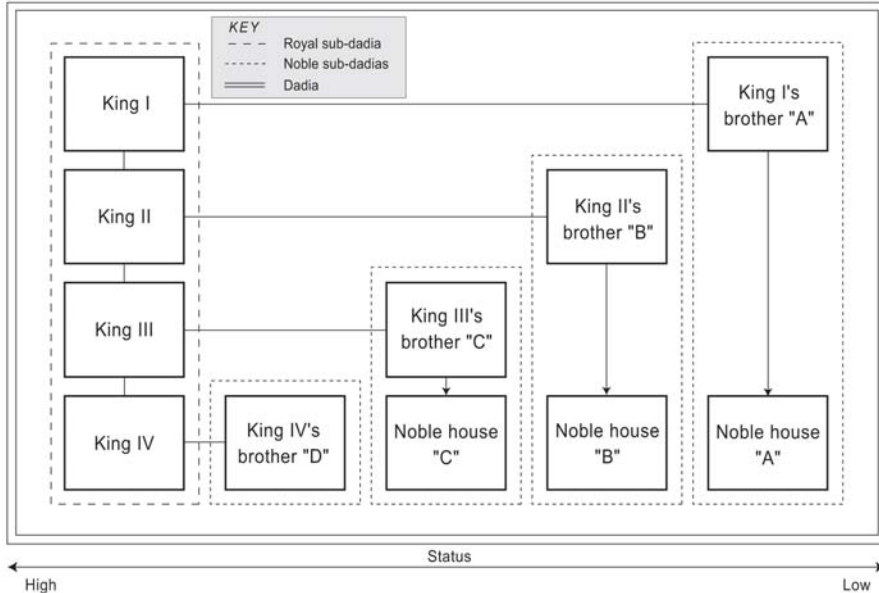 KEY
Royal sub-dadia
Noble sub-dadias
Dadia
King I
King I's
brother "A"
King II
King II's
brother "B"
King III
King III's
brother "C"
King IV
King IV's
brother "D"
Noble house
"C"
Noble house
"B"
Noble house
"A"
Status
High
Low